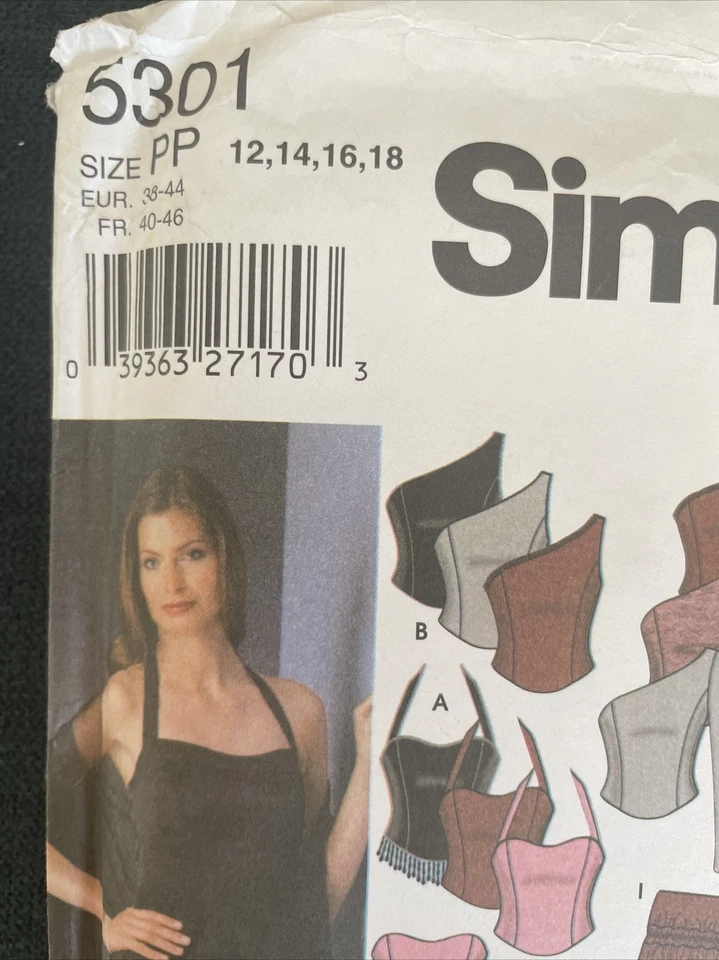 5301
SIZE PP 12,14,16,18
EUR. 38-44
FR. 40-46
Sim
0 39363 27170 3
B
A
I